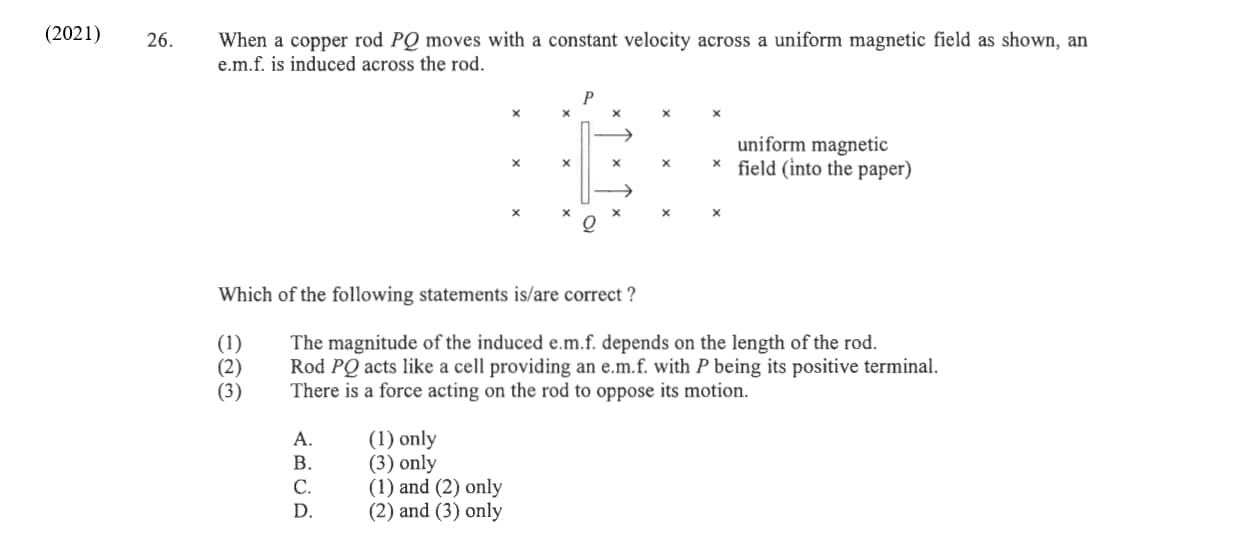 (2021)
26. When a copper rod PQ moves with a constant velocity across a uniform magnetic field as shown, an
e.m.f. is induced across the rod.
P
× × × × ×
uniform magnetic
× × × × × field (into the paper)
× × × × ×
Q
Which of the following statements is/are correct ?
(1) The magnitude of the induced e.m.f. depends on the length of the rod.
(2) Rod PQ acts like a cell providing an e.m.f. with P being its positive terminal.
(3) There is a force acting on the rod to oppose its motion.
A. (1) only
B. (3) only
C. (1) and (2) only
D. (2) and (3) only